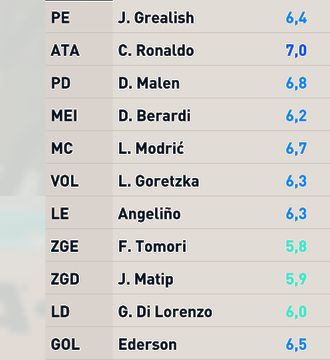 PE J. Grealish 6,4
ATA C. Ronaldo 7,0
PD D. Malen 6,8
MEI D. Berardi 6,2
MC L. Modrić 6,7
VOL L. Goretzka 6,3
LE Angeliño 6,3
ZGE F. Tomori 5,8
ZGD J. Matip 5,9
LD G. Di Lorenzo 6,0
GOL Ederson 6,5